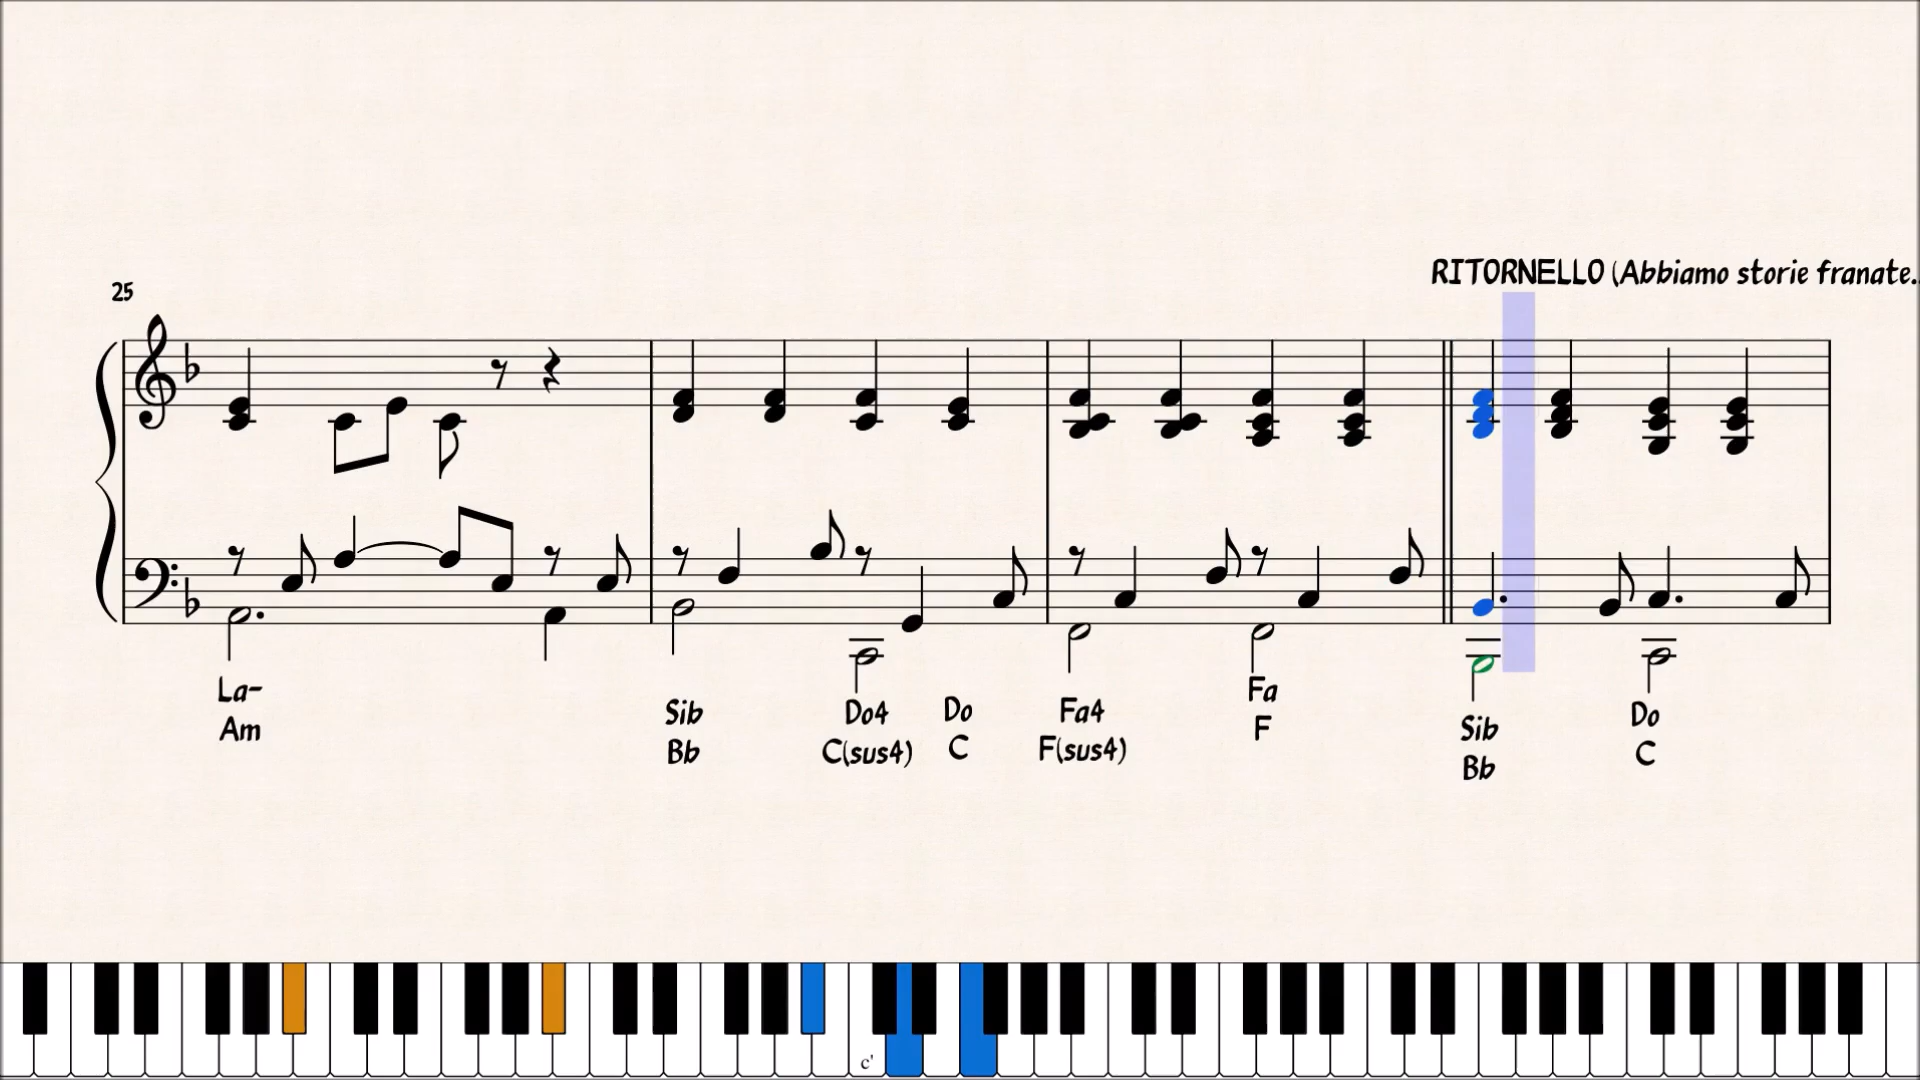 RITORNELLO (Abbiamo storie franate.
25
La- Sib Do4 Do Fa4 Fa Sib Do
Am Bb C(sus4) C F(sus4) F Bb C
c'